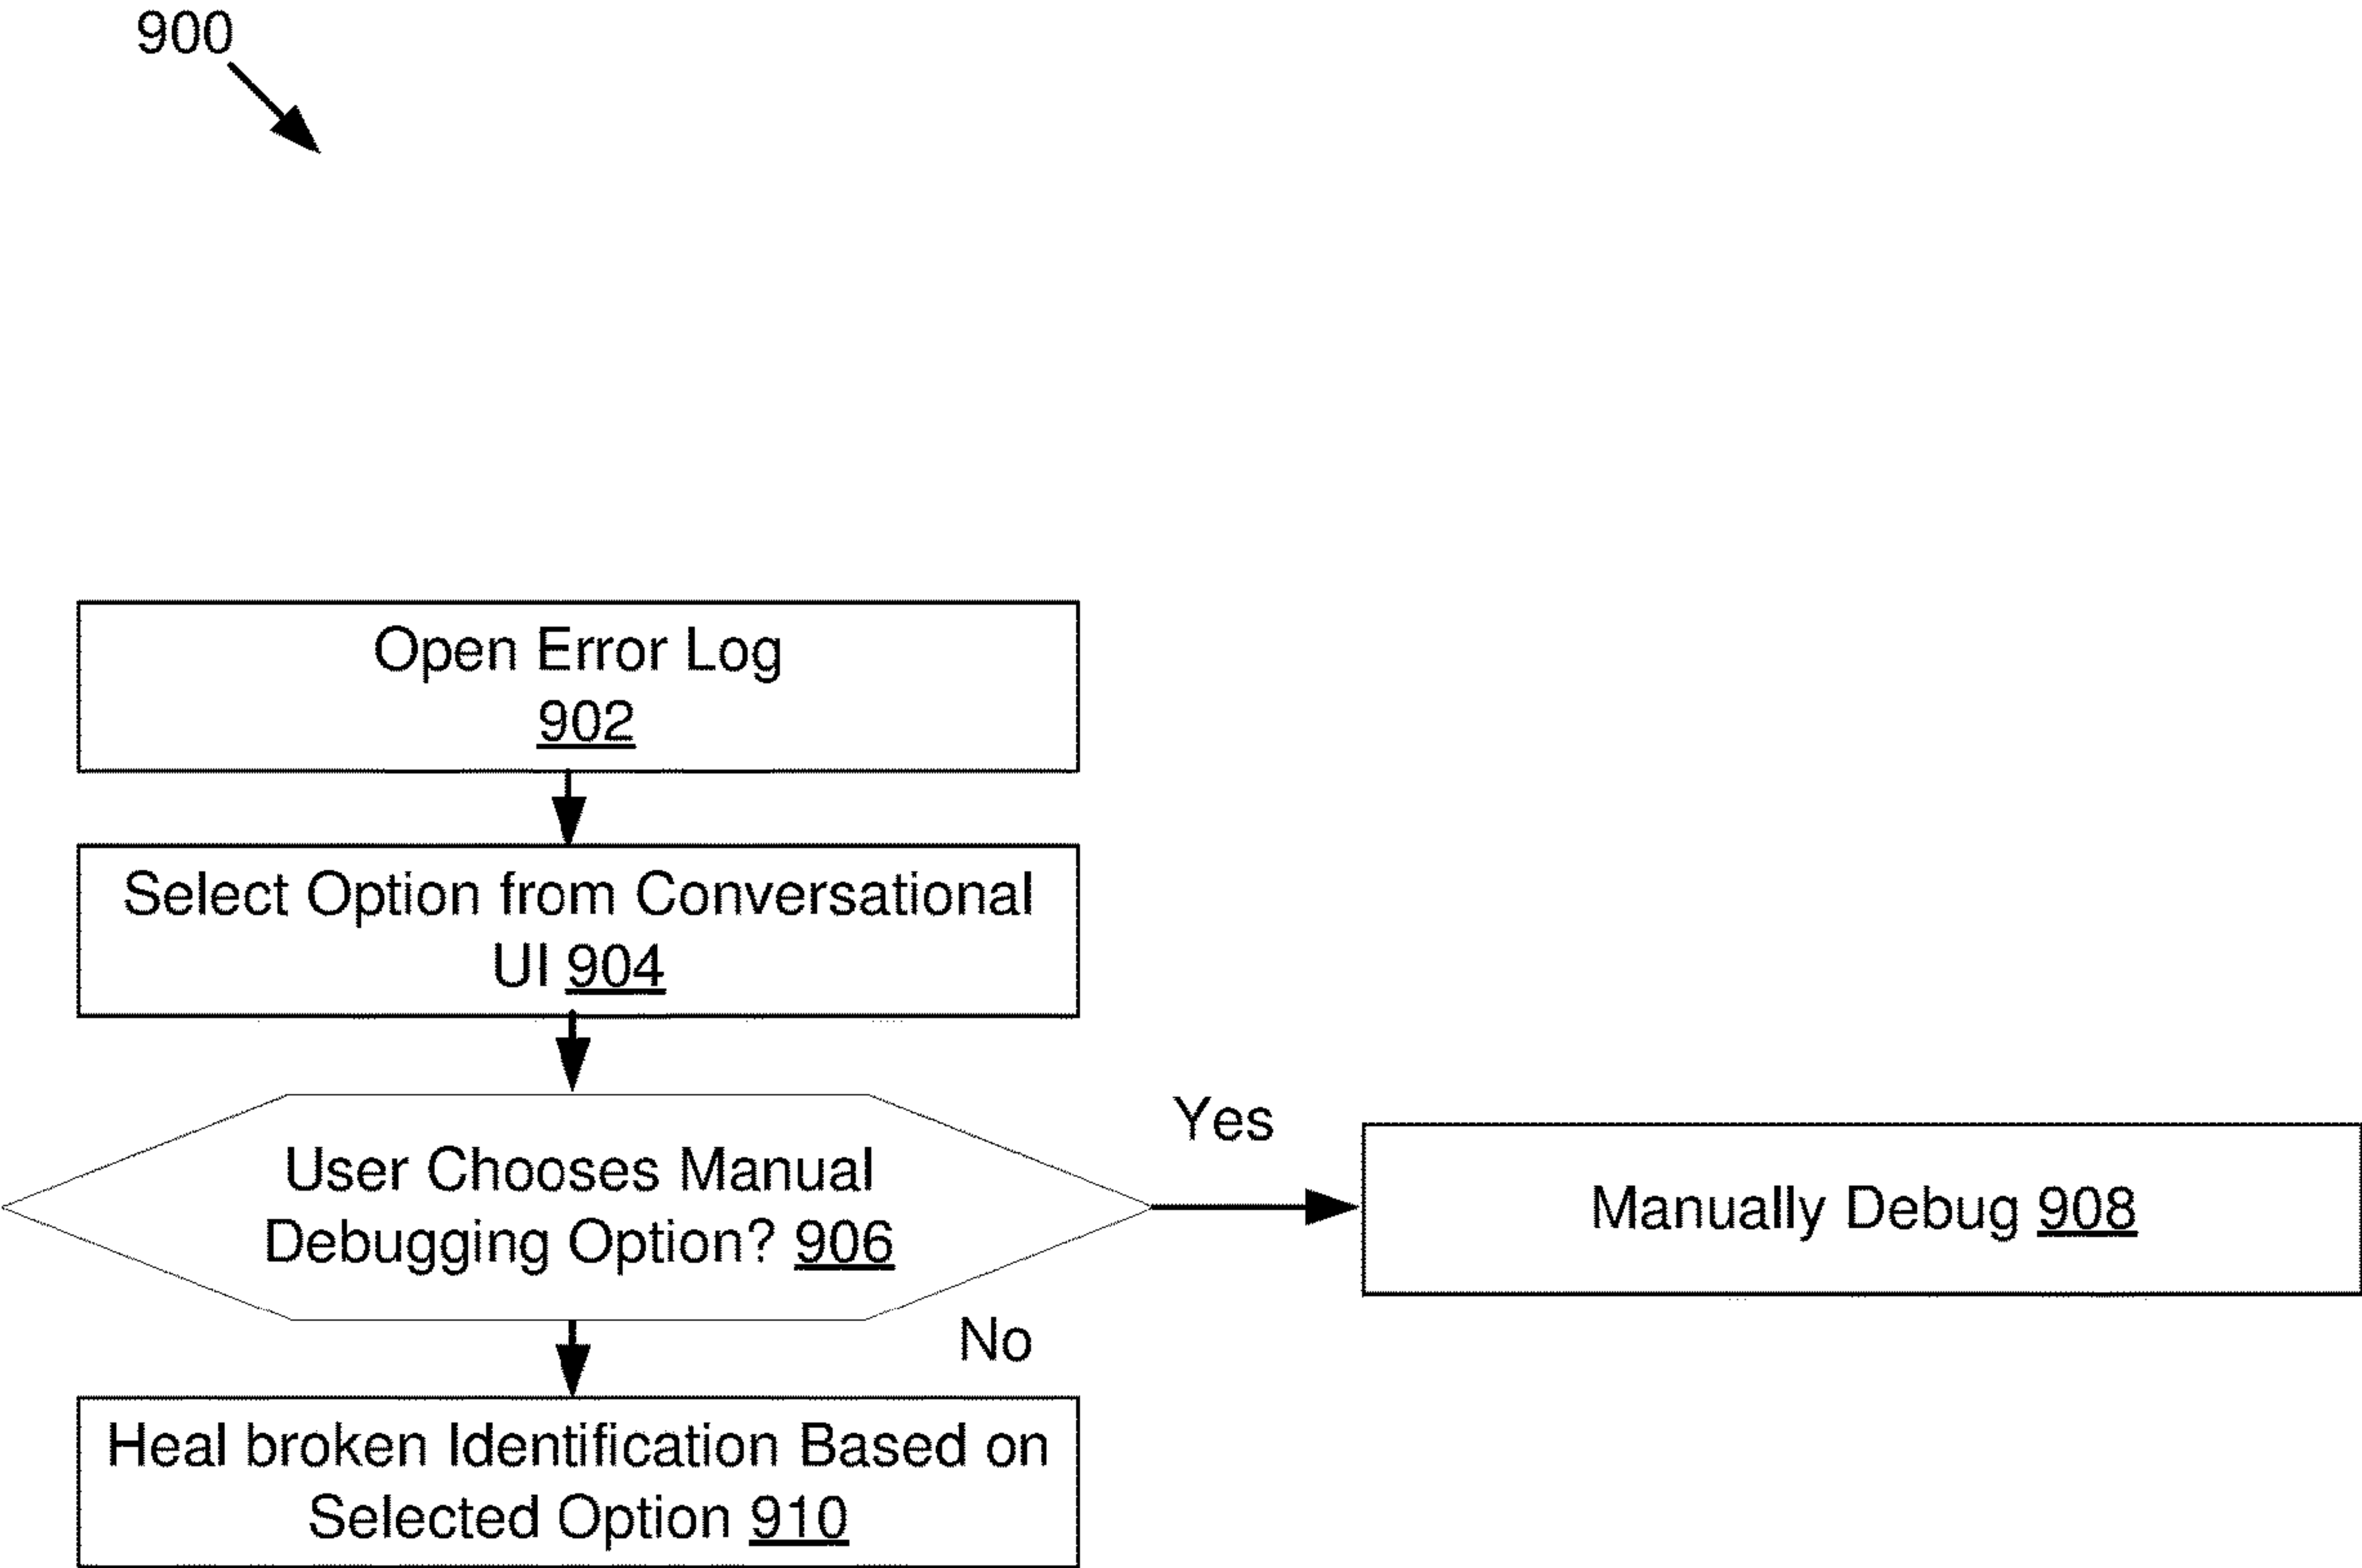 900
Open Error Log
902
Select Option from Conversational
UI 904
User Chooses Manual
Debugging Option? 906
Yes
Manually Debug 908
No
Heal broken Identification Based on
Selected Option 910